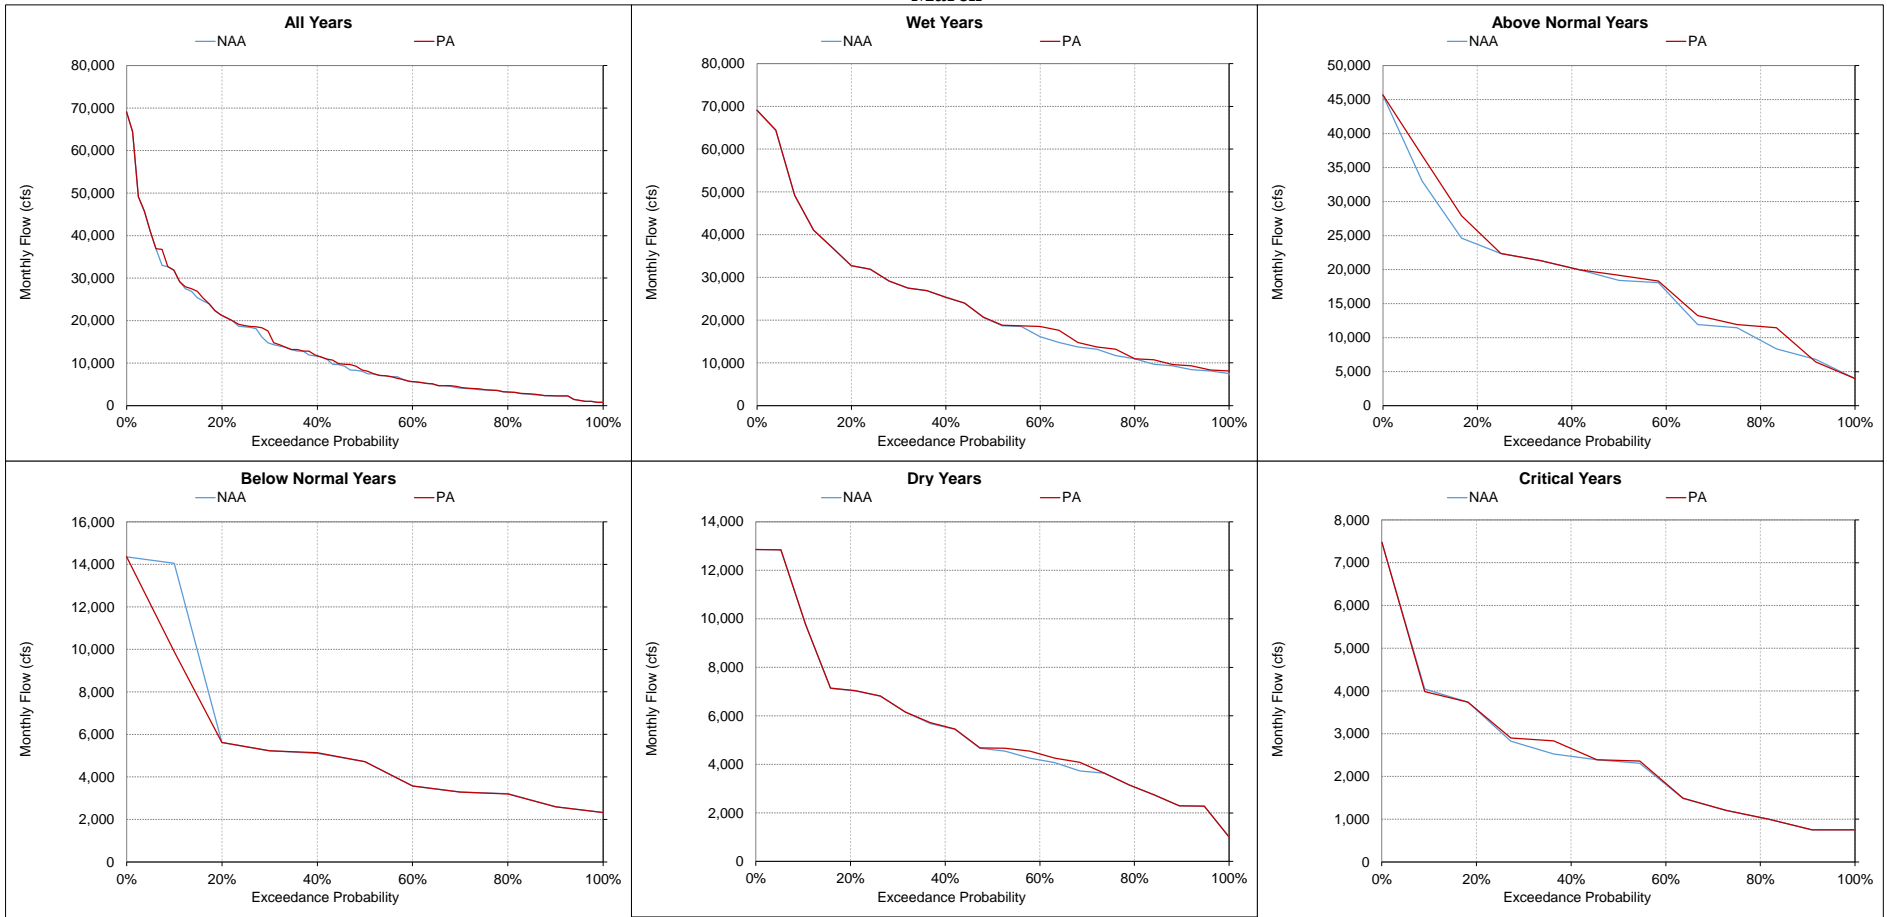 All Years
NAA PA
80,000
70,000
60,000
50,000
40,000
30,000
20,000
10,000
0
Monthly Flow (cfs)
0% 20% 40% 60% 80% 100%
Exceedance Probability
Wet Years
NAA PA
80,000
70,000
60,000
50,000
40,000
30,000
20,000
10,000
0
Monthly Flow (cfs)
0% 20% 40% 60% 80% 100%
Exceedance Probability
Above Normal Years
NAA PA
50,000
45,000
40,000
35,000
30,000
25,000
20,000
15,000
10,000
5,000
0
Monthly Flow (cfs)
0% 20% 40% 60% 80% 100%
Exceedance Probability
Below Normal Years
NAA PA
16,000
14,000
12,000
10,000
8,000
6,000
4,000
2,000
0
Monthly Flow (cfs)
0% 20% 40% 60% 80% 100%
Exceedance Probability
Dry Years
NAA PA
14,000
12,000
10,000
8,000
6,000
4,000
2,000
0
Monthly Flow (cfs)
0% 20% 40% 60% 80% 100%
Exceedance Probability
Critical Years
NAA PA
8,000
7,000
6,000
5,000
4,000
3,000
2,000
1,000
0
Monthly Flow (cfs)
0% 20% 40% 60% 80% 100%
Exceedance Probability